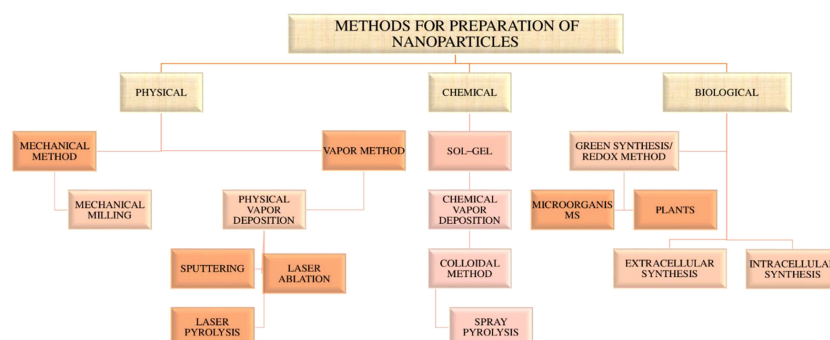 METHODS FOR PREPARATION OF
NANOPARTICLES
PHYSICAL
CHEMICAL
BIOLOGICAL
MECHANICAL
METHOD
VAPOR METHOD
SOL–GEL
GREEN SYNTHESIS/
REDOX METHOD
MECHANICAL
MILLING
PHYSICAL
VAPOR
DEPOSITION
CHEMICAL
VAPOR
DEPOSITION
MICROORGANIS
MS
PLANTS
SPUTTERING
LASER
ABLATION
COLLOIDAL
METHOD
EXTRACELLULAR
SYNTHESIS
INTRACELLULAR
SYNTHESIS
LASER
PYROLYSIS
SPRAY
PYROLYSIS